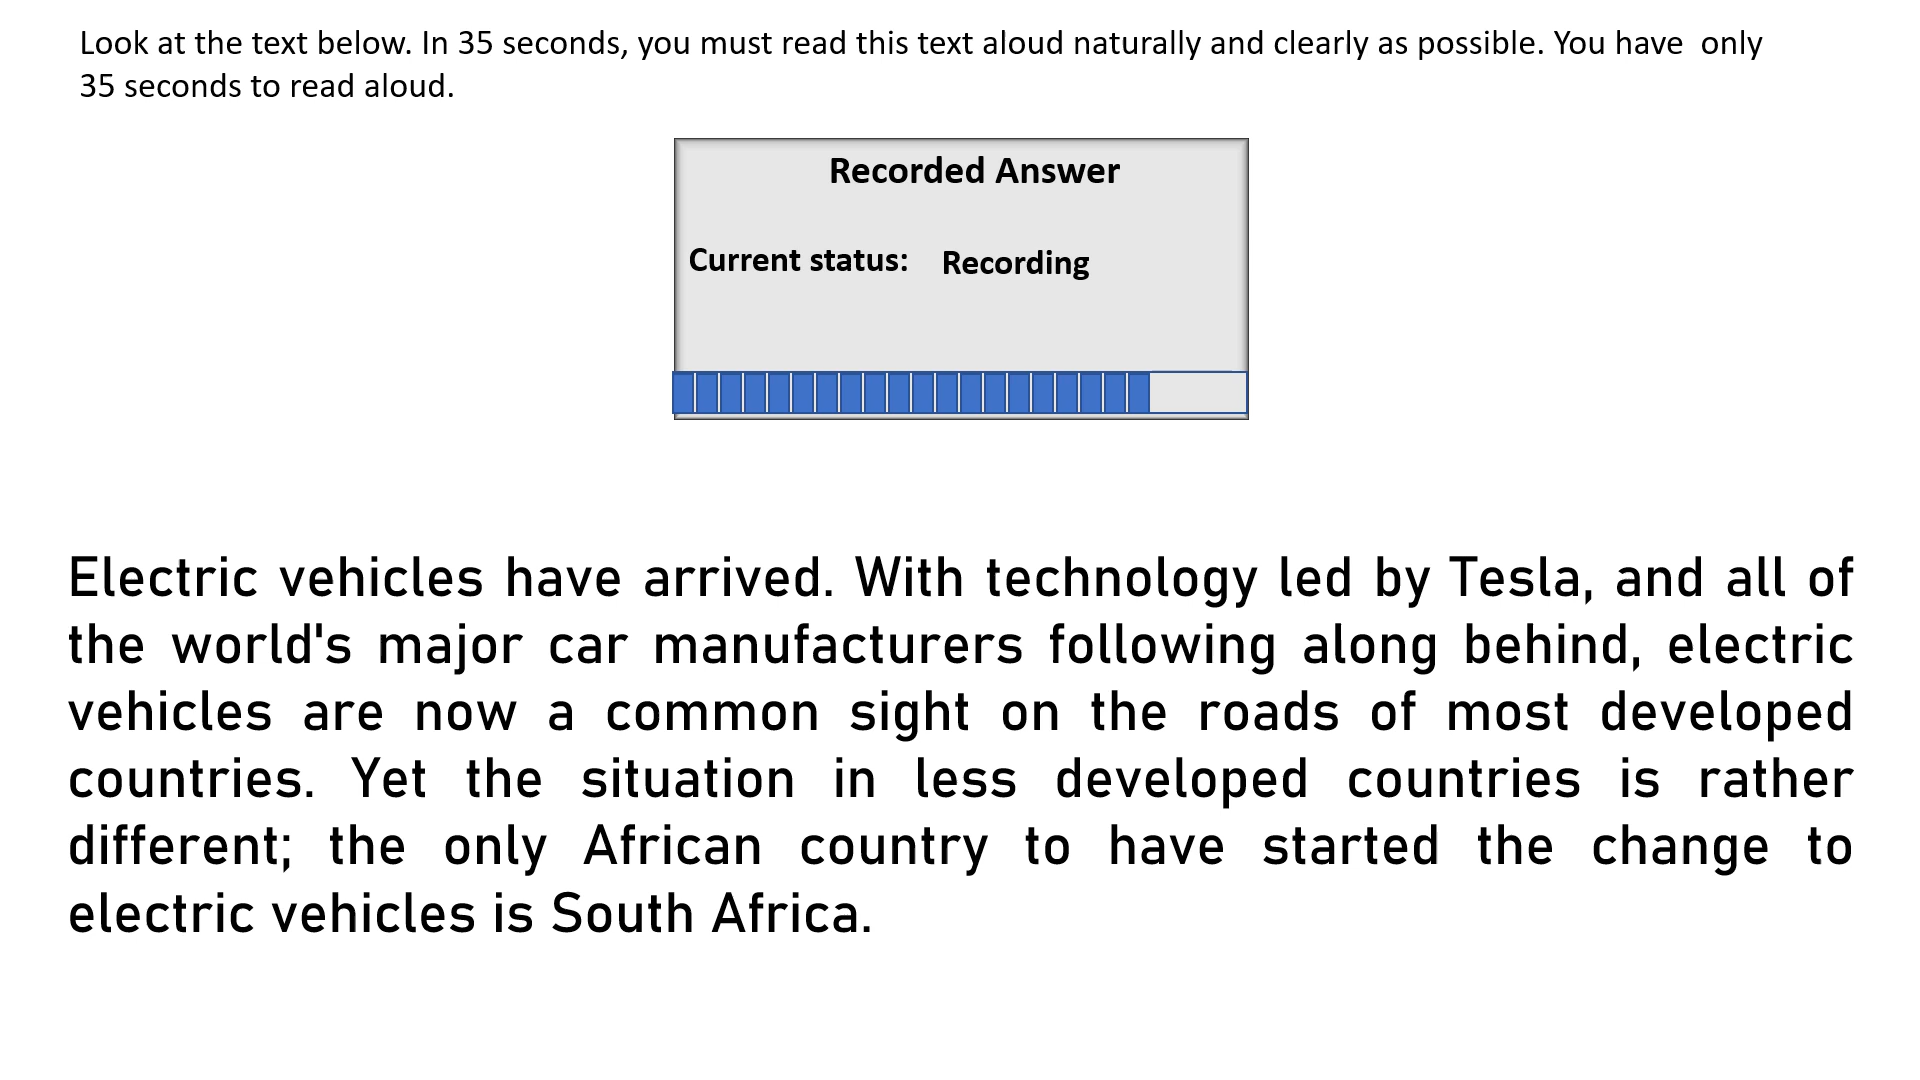 Look at the text below. In 35 seconds, you must read this text aloud naturally and clearly as possible. You have  only
35 seconds to read aloud.
Recorded Answer
Current status: Recording
Electric vehicles have arrived. With technology led by Tesla, and all of
the world's major car manufacturers following along behind, electric
vehicles are now a common sight on the roads of most developed
countries. Yet the situation in less developed countries is rather
different; the only African country to have started the change to
electric vehicles is South Africa.